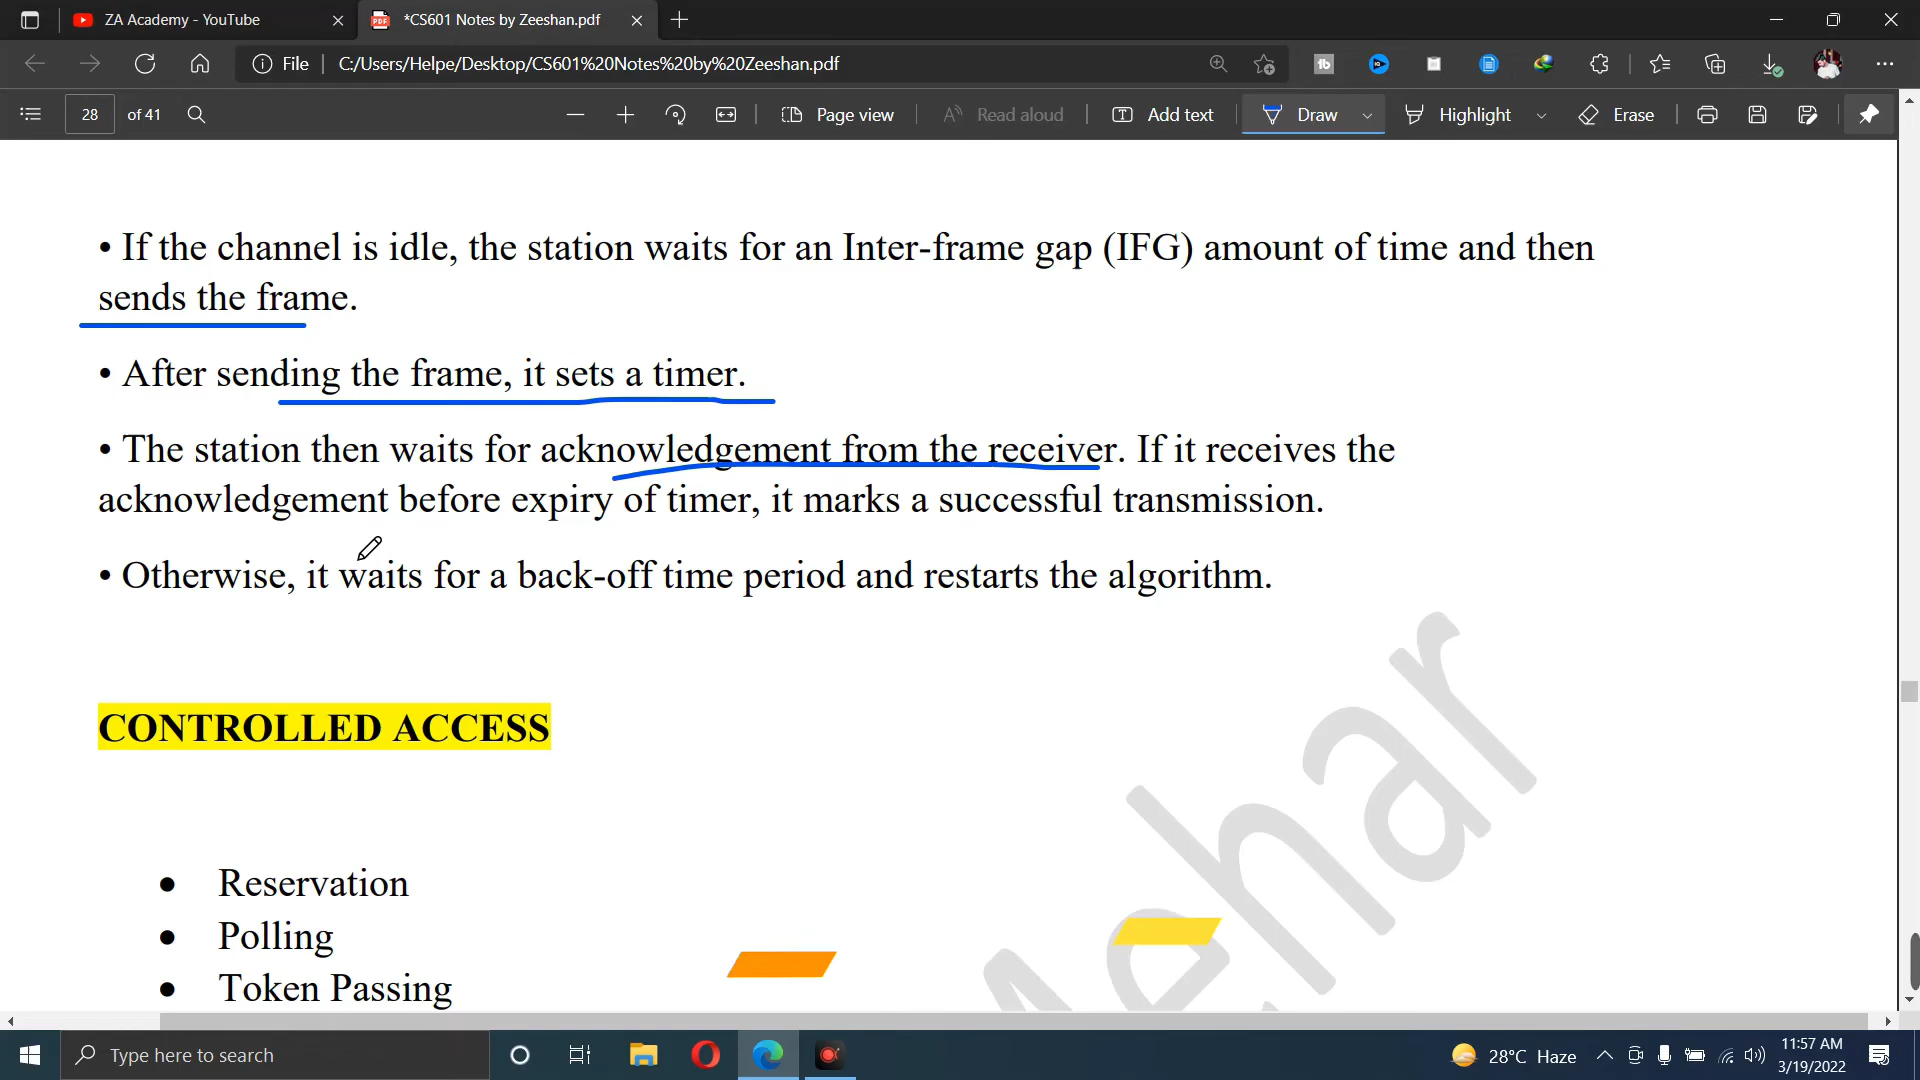 ZA Academy - YouTube
*CS601 Notes by Zeeshan.pdf
File
C:/Users/Helpe/Desktop/CS601%20Notes%20by%20Zeeshan.pdf
28 of 41
Page view
Read aloud
Add text
Draw
Highlight
Erase
• If the channel is idle, the station waits for an Inter-frame gap (IFG) amount of time and then
sends the frame.
• After sending the frame, it sets a timer.
• The station then waits for acknowledgement from the receiver. If it receives the
acknowledgement before expiry of timer, it marks a successful transmission.
• Otherwise, it waits for a back-off time period and restarts the algorithm.
CONTROLLED ACCESS
• Reservation
• Polling
• Token Passing
Mehar
Type here to search
28°C Haze
11:57 AM
3/19/2022